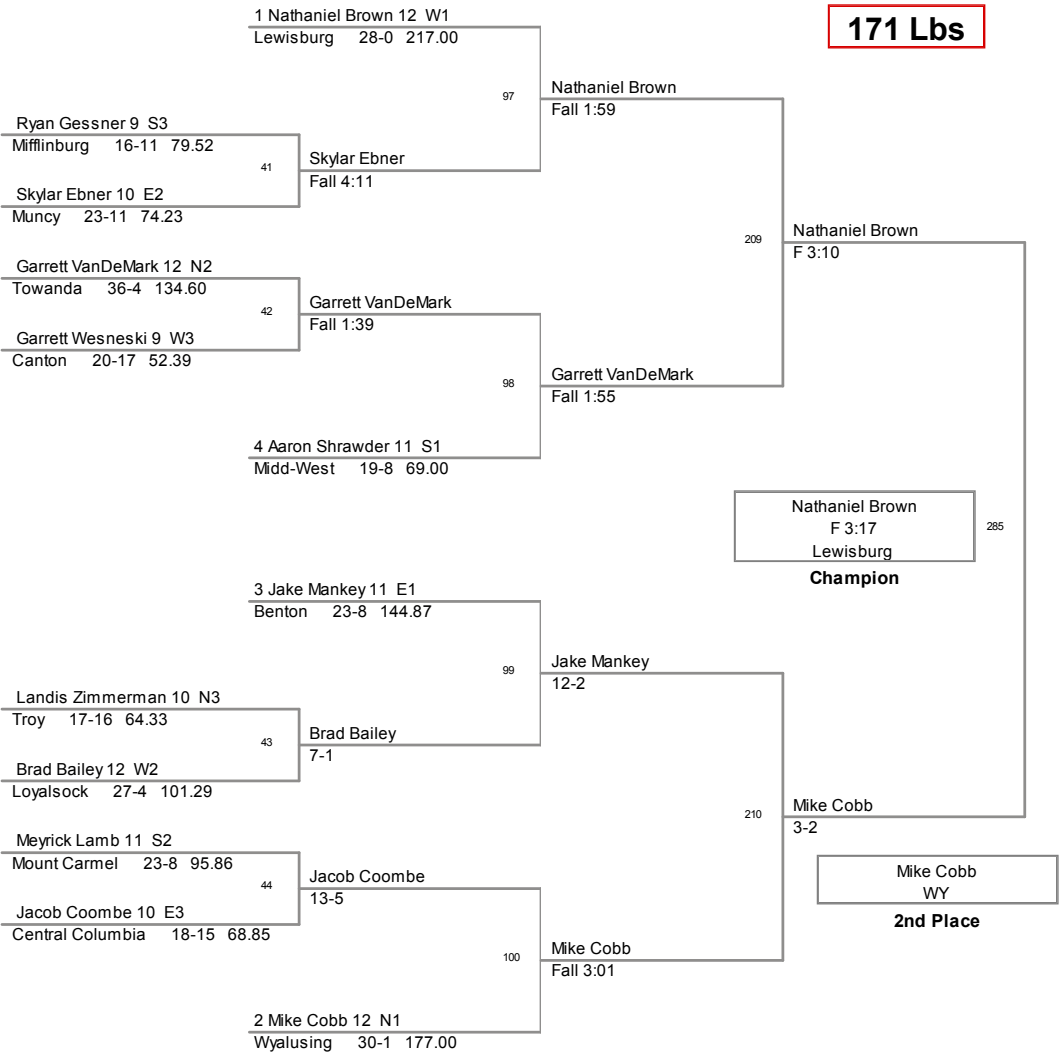 1 Nathaniel Brown 12 W1
171 Lbs
Lewisburg 28-0 217.00
97
Nathaniel Brown
Fall 1:59
Ryan Gessner 9 S3
Mifflinburg 16-11 79.52
41
Skylar Ebner
Fall 4:11
Skylar Ebner 10 E2
Muncy 23-11 74.23
209
Nathaniel Brown
F 3:10
Garrett VanDeMark 12 N2
Towanda 36-4 134.60
42
Garrett VanDeMark
Fall 1:39
Garrett Wesneski 9 W3
Canton 20-17 52.39
98
Garrett VanDeMark
Fall 1:55
4 Aaron Shrawder 11 S1
Midd-West 19-8 69.00
Nathaniel Brown
F 3:17
Lewisburg
285
Champion
3 Jake Mankey 11 E1
Benton 23-8 144.87
99
Jake Mankey
12-2
Landis Zimmerman 10 N3
Troy 17-16 64.33
43
Brad Bailey
7-1
Brad Bailey 12 W2
Loyalsock 27-4 101.29
210
Mike Cobb
3-2
Meyrick Lamb 11 S2
Mount Carmel 23-8 95.86
44
Jacob Coombe
13-5
Mike Cobb
WY
2nd Place
Jacob Coombe 10 E3
Central Columbia 18-15 68.85
100
Mike Cobb
Fall 3:01
2 Mike Cobb 12 N1
Wyalusing 30-1 177.00